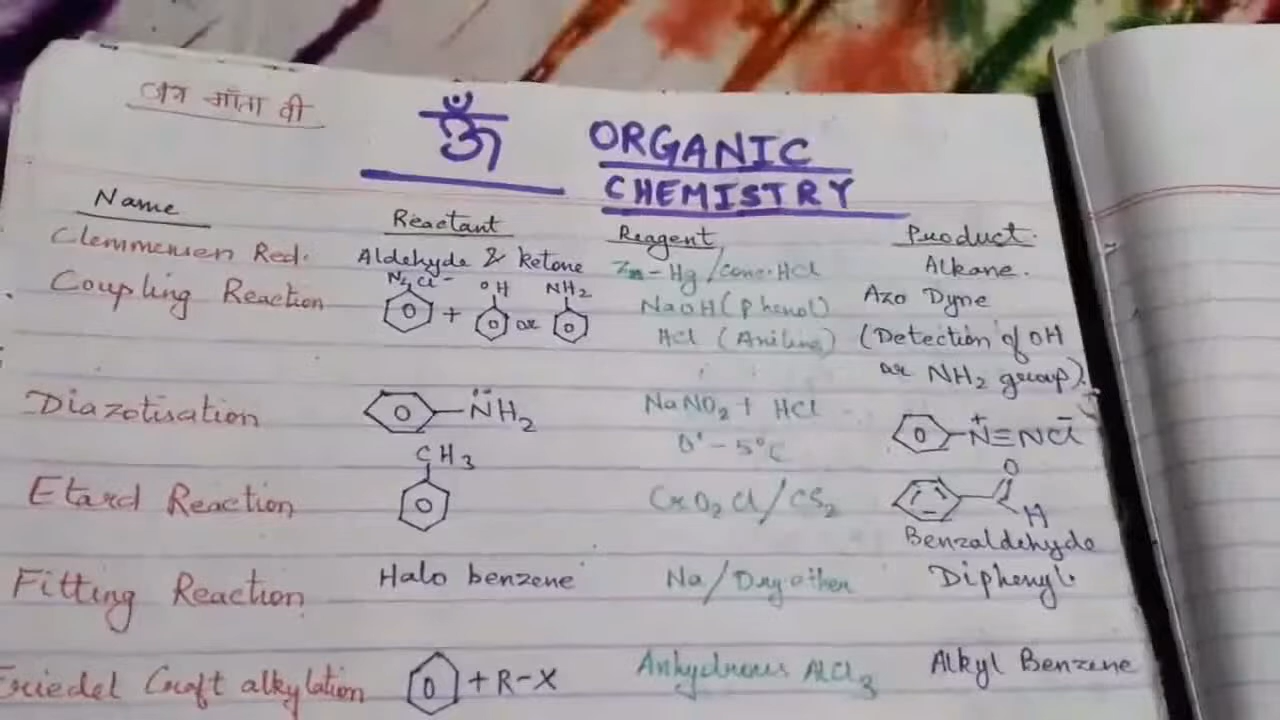 जय माँता दी
ॐ ORGANIC
CHEMISTRY
Name Reactant Reagent Product
Clemmensen Red. Aldehyde & ketone Zn-Hg/conc.HCl Alkane.
Coupling Reaction N₂Cl⁻ + OH or NH₂ NaOH (Phenol) Azo Dyne
HCl (Aniline) (Detection of OH
or NH₂ group).
Diazotisation N̈H₂ NaNO₂ + HCl N⁺≡NCl⁻
0°-5°C
Etard Reaction CH₃ CrO₂Cl/CS₂ O H
Benzaldehyde
Fitting Reaction Halo benzene Na/Dry ether Diphenyl.
Friedel Craft alkylation + R-X Anhydrous AlCl₃ Alkyl Benzene